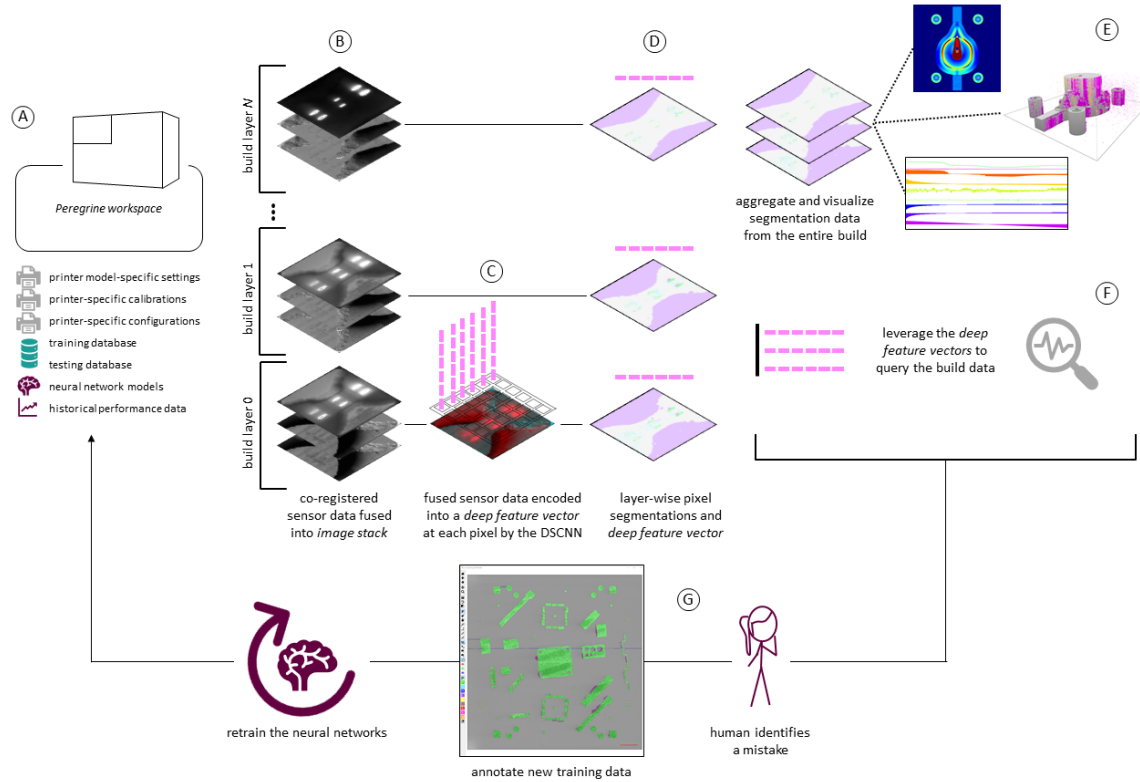 A
Peregrine workspace
printer model-specific settings
printer-specific calibrations
printer-specific configurations
training database
testing database
neural network models
historical performance data
B
build layer N
build layer 1
build layer 0
co-registered
sensor data fused
into image stack
C
fused sensor data encoded
into a deep feature vector
at each pixel by the DSCNN
D
layer-wise pixel
segmentations and
deep feature vector
E
aggregate and visualize
segmentation data
from the entire build
F
leverage the deep
feature vectors to
query the build data
G
retrain the neural networks
annotate new training data
human identifies
a mistake